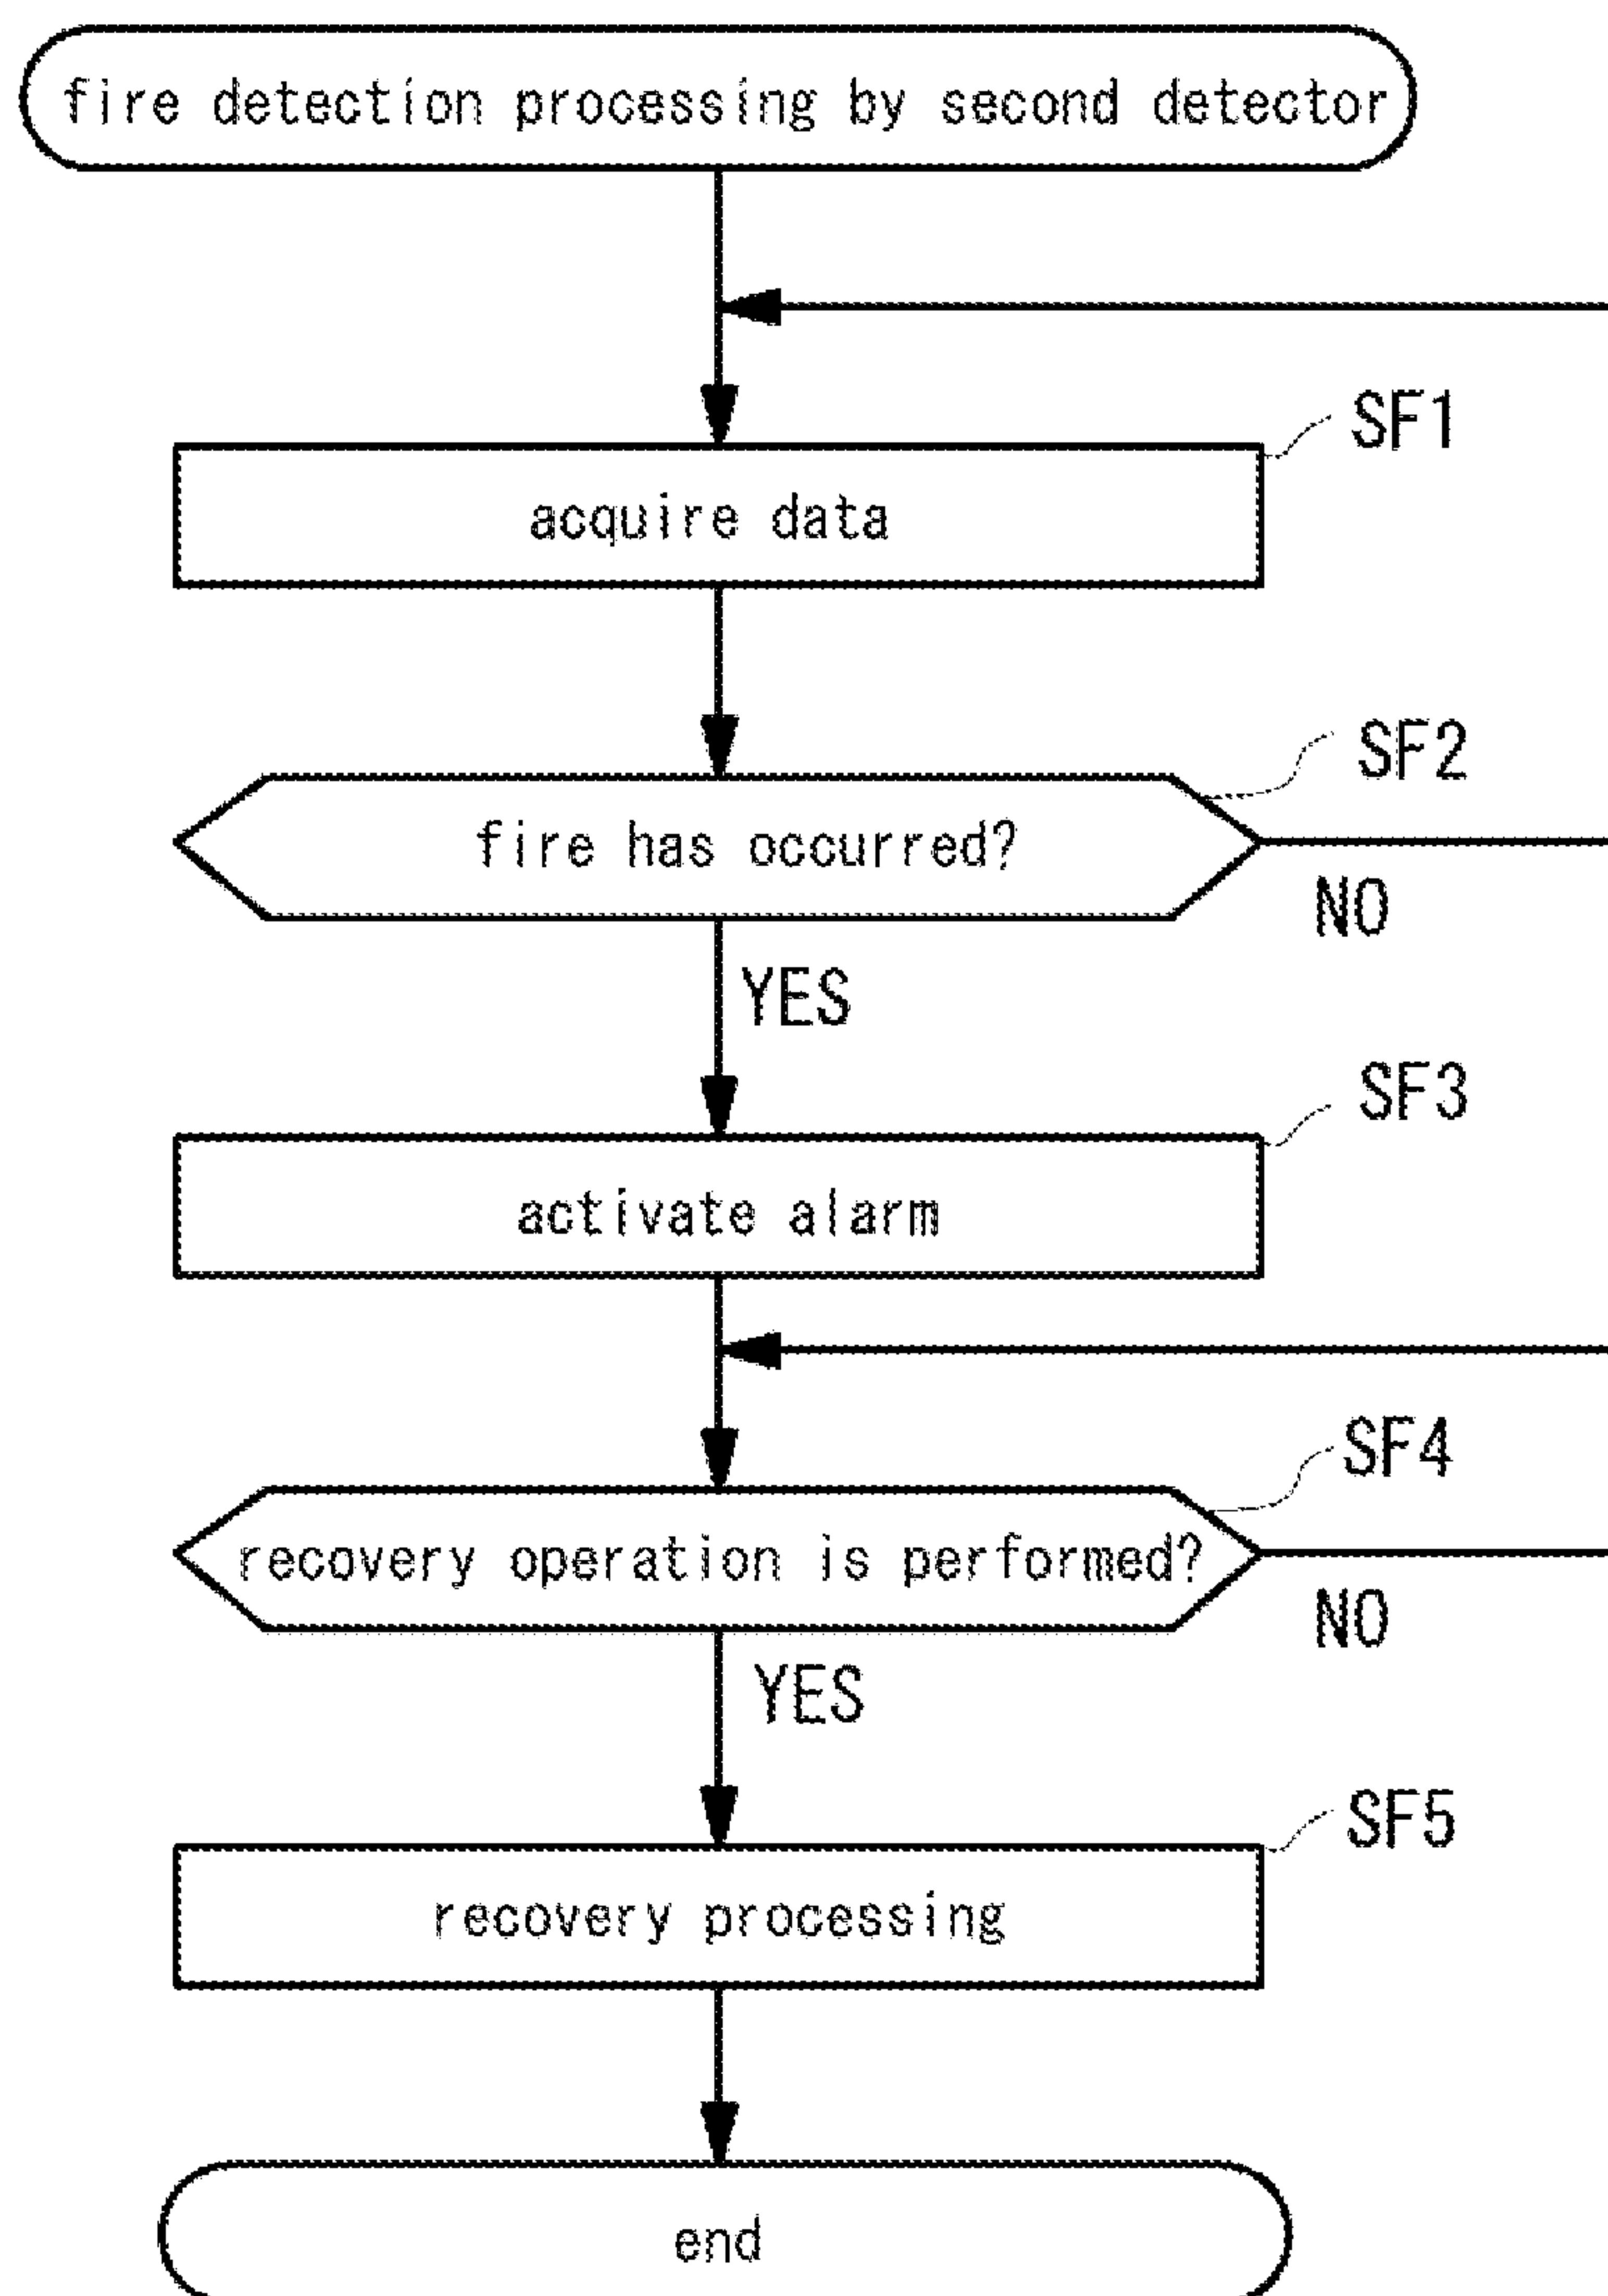 fire detection processing by second detector
SF1
acquire data
SF2
fire has occurred?
NO
YES
SF3
activate alarm
SF4
recovery operation is performed?
NO
YES
SF5
recovery processing
end